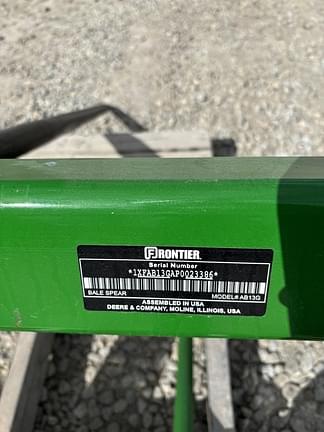 FRONTIER
Serial Number
*1XFAB13GAP0023386*
BALE SPEAR MODEL# AB13G
ASSEMBLED IN USA
DEERE & COMPANY, MOLINE, ILLINOIS, USA